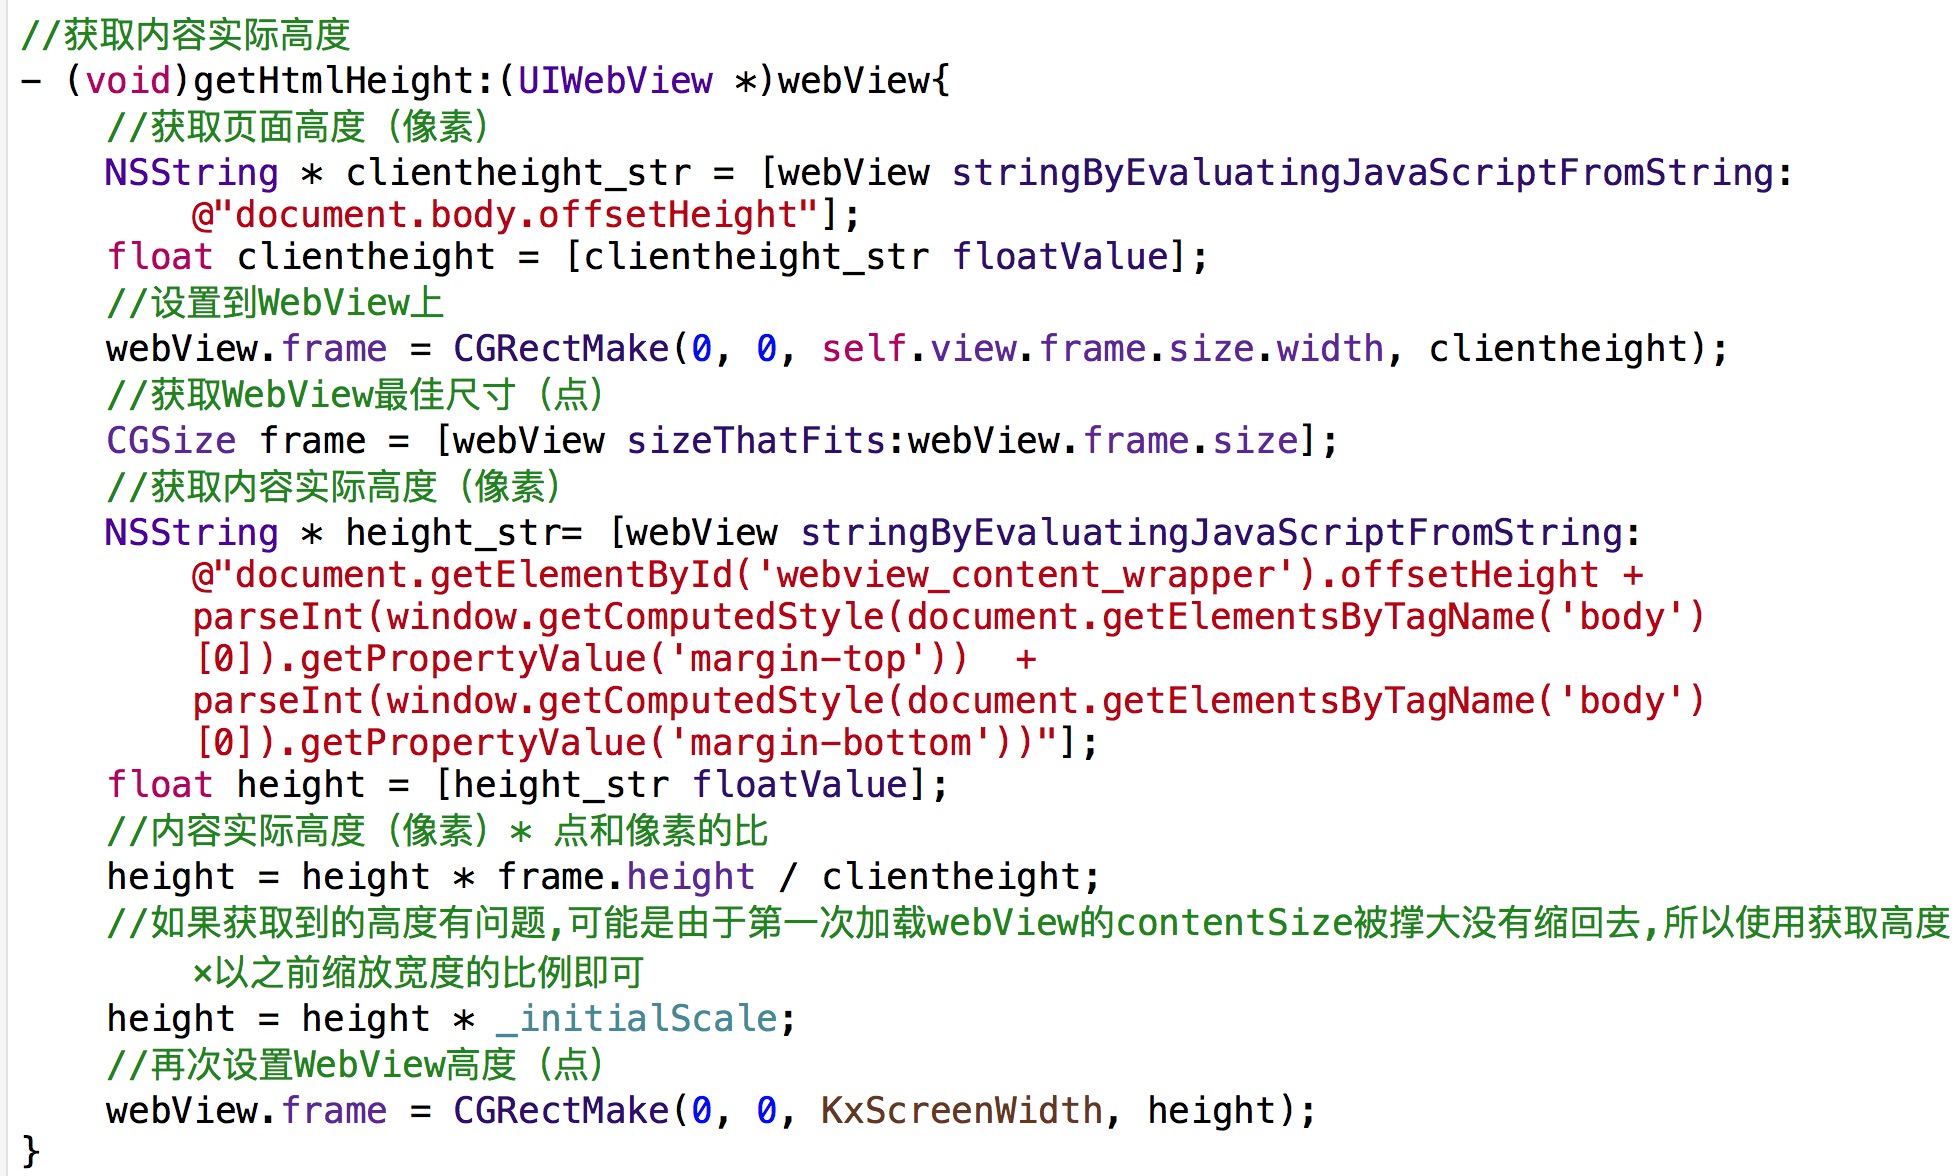 //获取内容实际高度
- (void)getHtmlHeight:(UIWebView *)webView{
//获取页面高度（像素）
NSString * clientheight_str = [webView stringByEvaluatingJavaScriptFromString:
@"document.body.offsetHeight"];
float clientheight = [clientheight_str floatValue];
//设置到WebView上
webView.frame = CGRectMake(0, 0, self.view.frame.size.width, clientheight);
//获取WebView最佳尺寸（点）
CGSize frame = [webView sizeThatFits:webView.frame.size];
//获取内容实际高度（像素）
NSString * height_str= [webView stringByEvaluatingJavaScriptFromString:
@"document.getElementById('webview_content_wrapper').offsetHeight +
parseInt(window.getComputedStyle(document.getElementsByTagName('body')
[0]).getPropertyValue('margin-top'))  +
parseInt(window.getComputedStyle(document.getElementsByTagName('body')
[0]).getPropertyValue('margin-bottom'))"];
float height = [height_str floatValue];
//内容实际高度（像素）* 点和像素的比
height = height * frame.height / clientheight;
//如果获取到的高度有问题,可能是由于第一次加载webView的contentSize被撑大没有缩回去,所以使用获取高度
×以之前缩放宽度的比例即可
height = height * _initialScale;
//再次设置WebView高度（点）
webView.frame = CGRectMake(0, 0, KxScreenWidth, height);
}